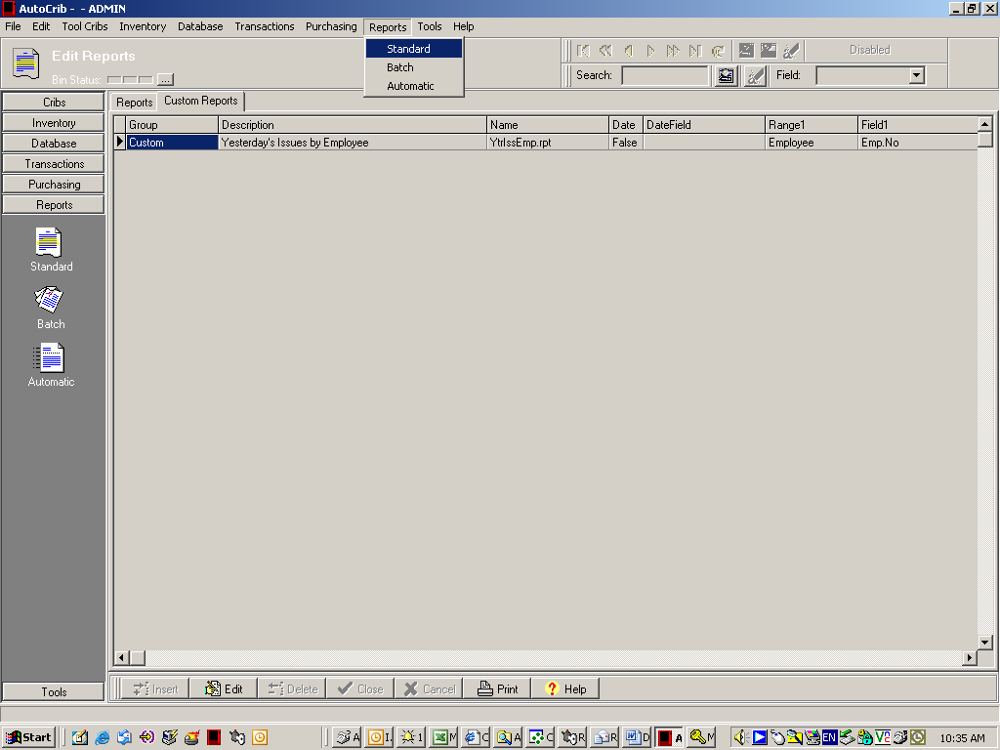 AutoCrib - - ADMIN
File Edit Tool Cribs Inventory Database Transactions Purchasing Reports Tools Help
Standard
Batch
Automatic
Edit Reports
Bin Status: ...
Disabled
Search: Field:
Cribs
Inventory
Database
Transactions
Purchasing
Reports
Standard
Batch
Automatic
Tools
Reports Custom Reports
Group Description Name Date DateField Range1 Field1
Custom Yesterday's Issues by Employee YtrIssEmp.rpt False Employee Emp.No
Insert Edit Delete Close Cancel Print Help
Start A I. 1 M C A C R R D A M EN 10:35 AM